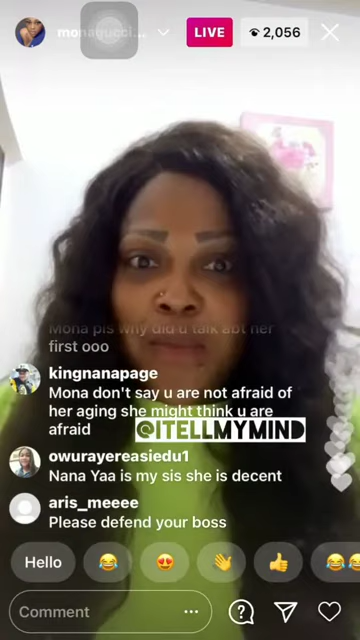 monagucci...
LIVE
2,056
Mona pls why did u talk abt her
first ooo
kingnanapage
Mona don't say u are not afraid of
her aging she might think u are
afraid
@ITELLMYMIND
owurayereasiedu1
Nana Yaa is my sis she is decent
aris_meeee
Please defend your boss
Hello
Comment